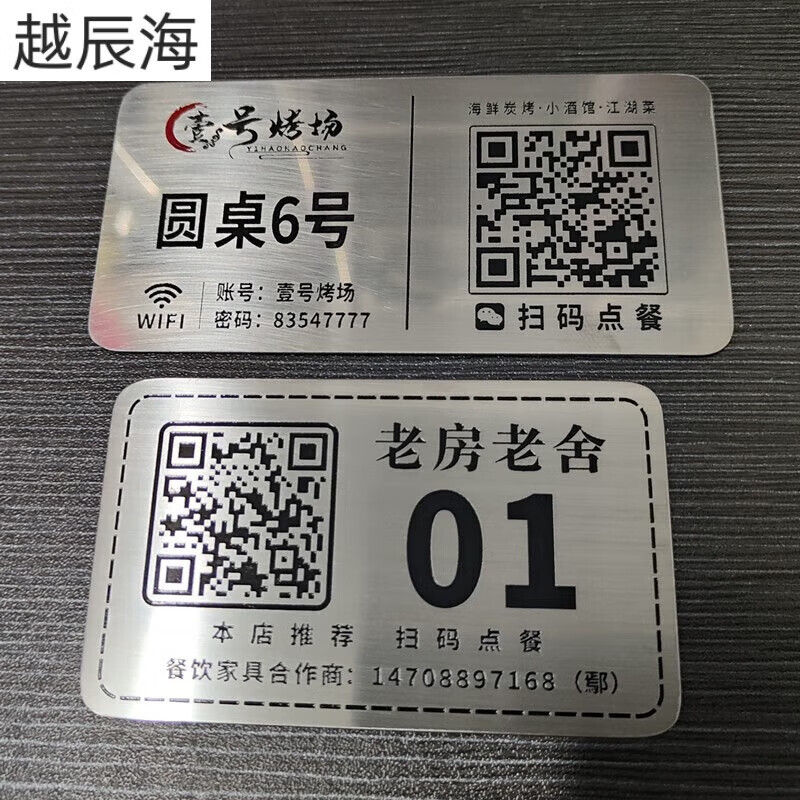 越辰海
壹号烤场
YIHAOKAOCHANG
圆桌6号
WIFI
账号：壹号烤场
密码：83547777
海鲜炭烤·小酒馆·江湖菜
扫码点餐
老房老舍
01
本店推荐 扫码点餐
餐饮家具合作商：14708897168（鄢）